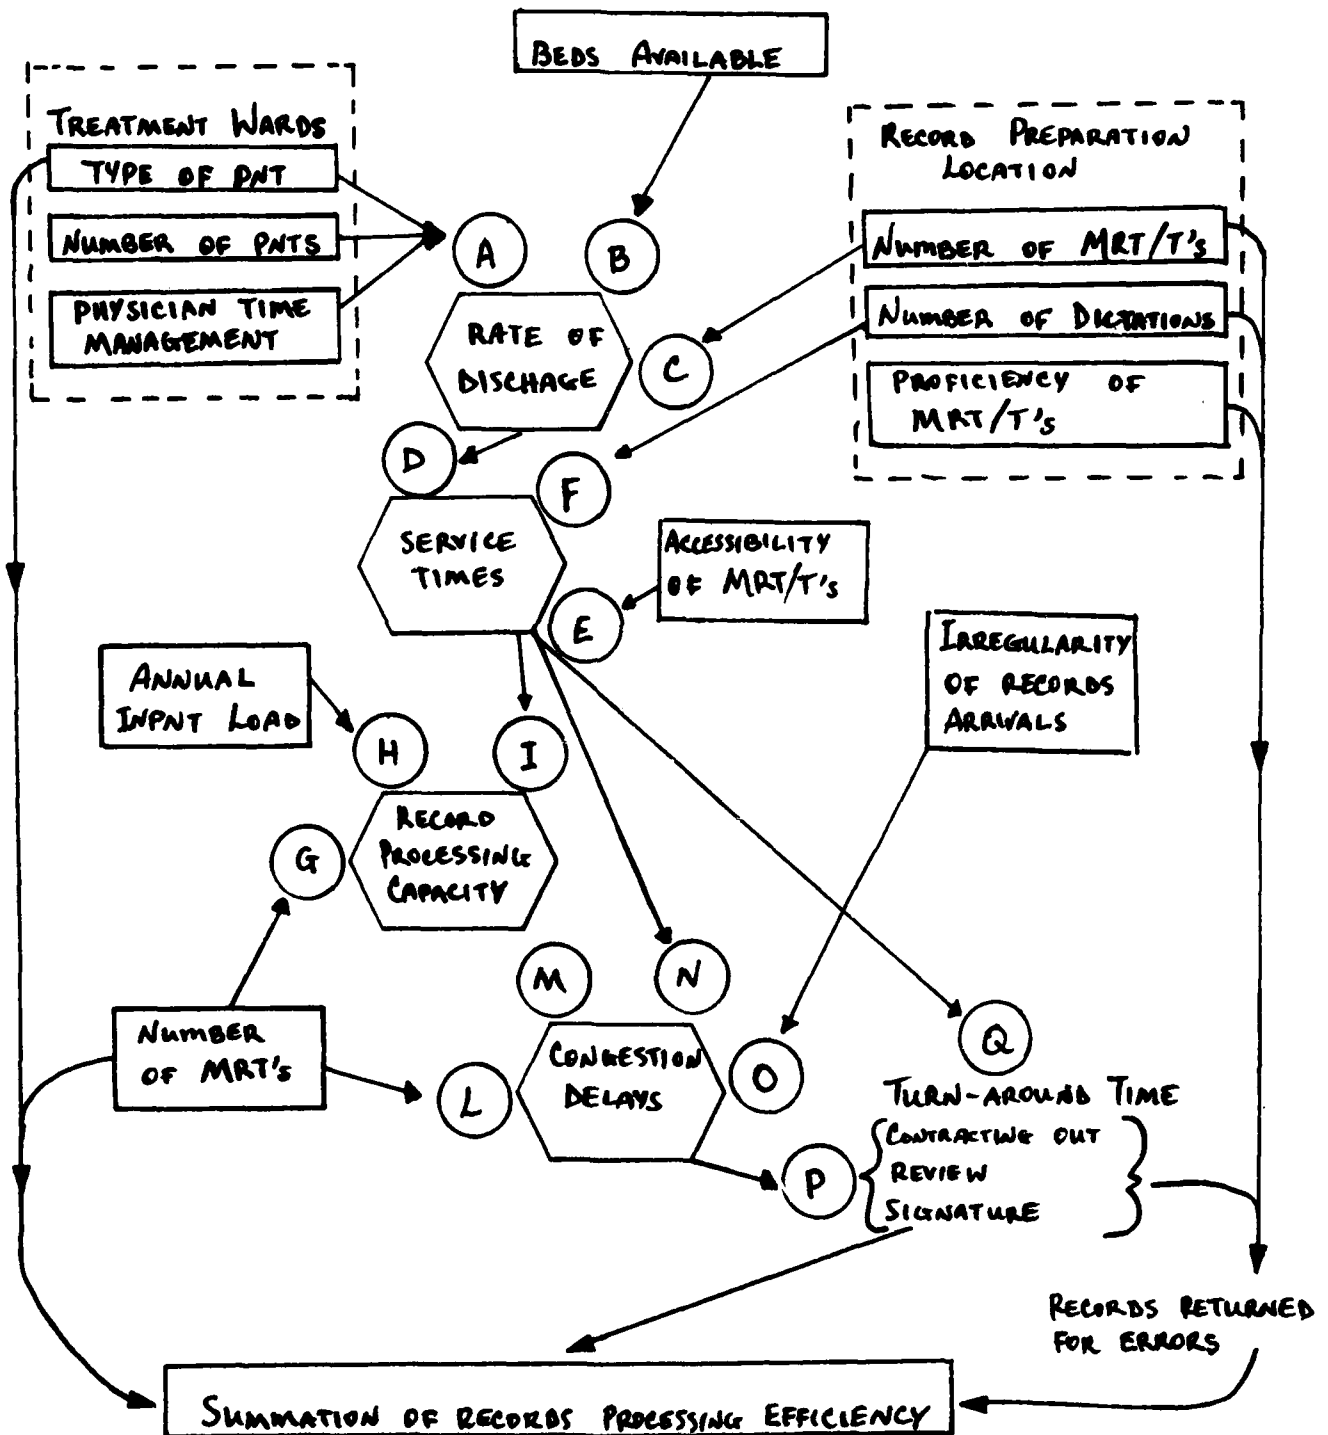 BEDS AVAILABLE
TREATMENT WARDS
TYPE OF PNT
NUMBER OF PNTS
PHYSICIAN TIME
MANAGEMENT
RECORD PREPARATION
LOCATION
NUMBER OF MRT/T's
NUMBER OF DICTATIONS
PROFICIENCY OF
MRT/T's
A
B
RATE OF
DISCHAGE
C
D
F
SERVICE
TIMES
ACCESSIBILITY
OF MRT/T's
E
IRREGULARITY
OF RECORDS
ARRIVALS
ANNUAL
INPNT LOAD
H
I
RECORD
PROCESSING
CAPACITY
G
M
N
NUMBER
OF MRT's
L
CONGESTION
DELAYS
O
Q
TURN-AROUND TIME
P
CONTRACTING OUT
REVIEW
SIGNATURE
RECORDS RETURNED
FOR ERRORS
SUMMATION OF RECORDS PROCESSING EFFICIENCY